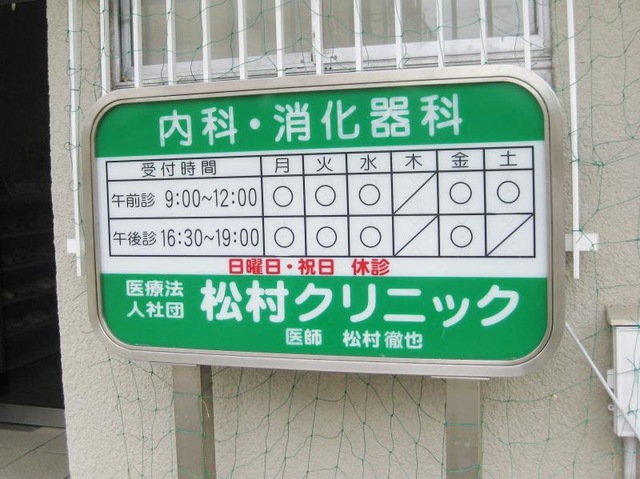 内科・消化器科
受付時間 月 火 水 木 金 土
午前診 9:00～12:00 ○ ○ ○ ／ ○ ○
午後診 16:30～19:00 ○ ○ ○ ／ ○ ／
日曜日・祝日 休診
医療法
人社団
松村クリニック
医師 松村徹也